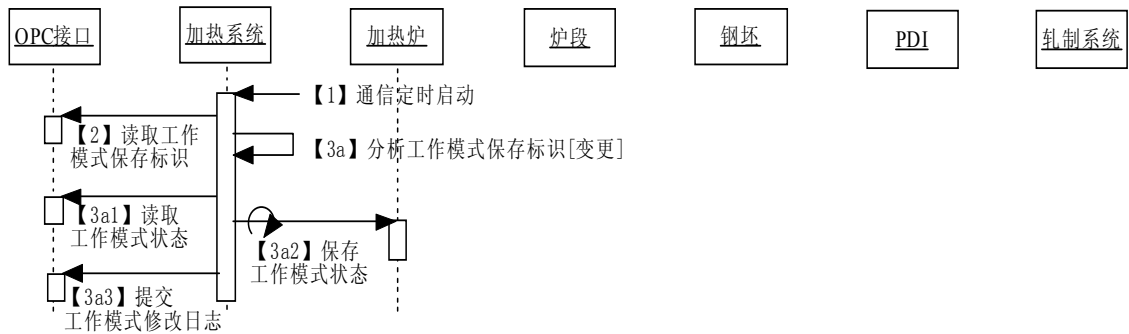 OPC接口
加热系统
加热炉
炉段
钢坯
PDI
轧制系统
【1】通信定时启动
【2】读取工作
模式保存标识
【3a】分析工作模式保存标识[变更]
【3a1】读取
工作模式状态
【3a2】保存
工作模式状态
【3a3】提交
工作模式修改日志